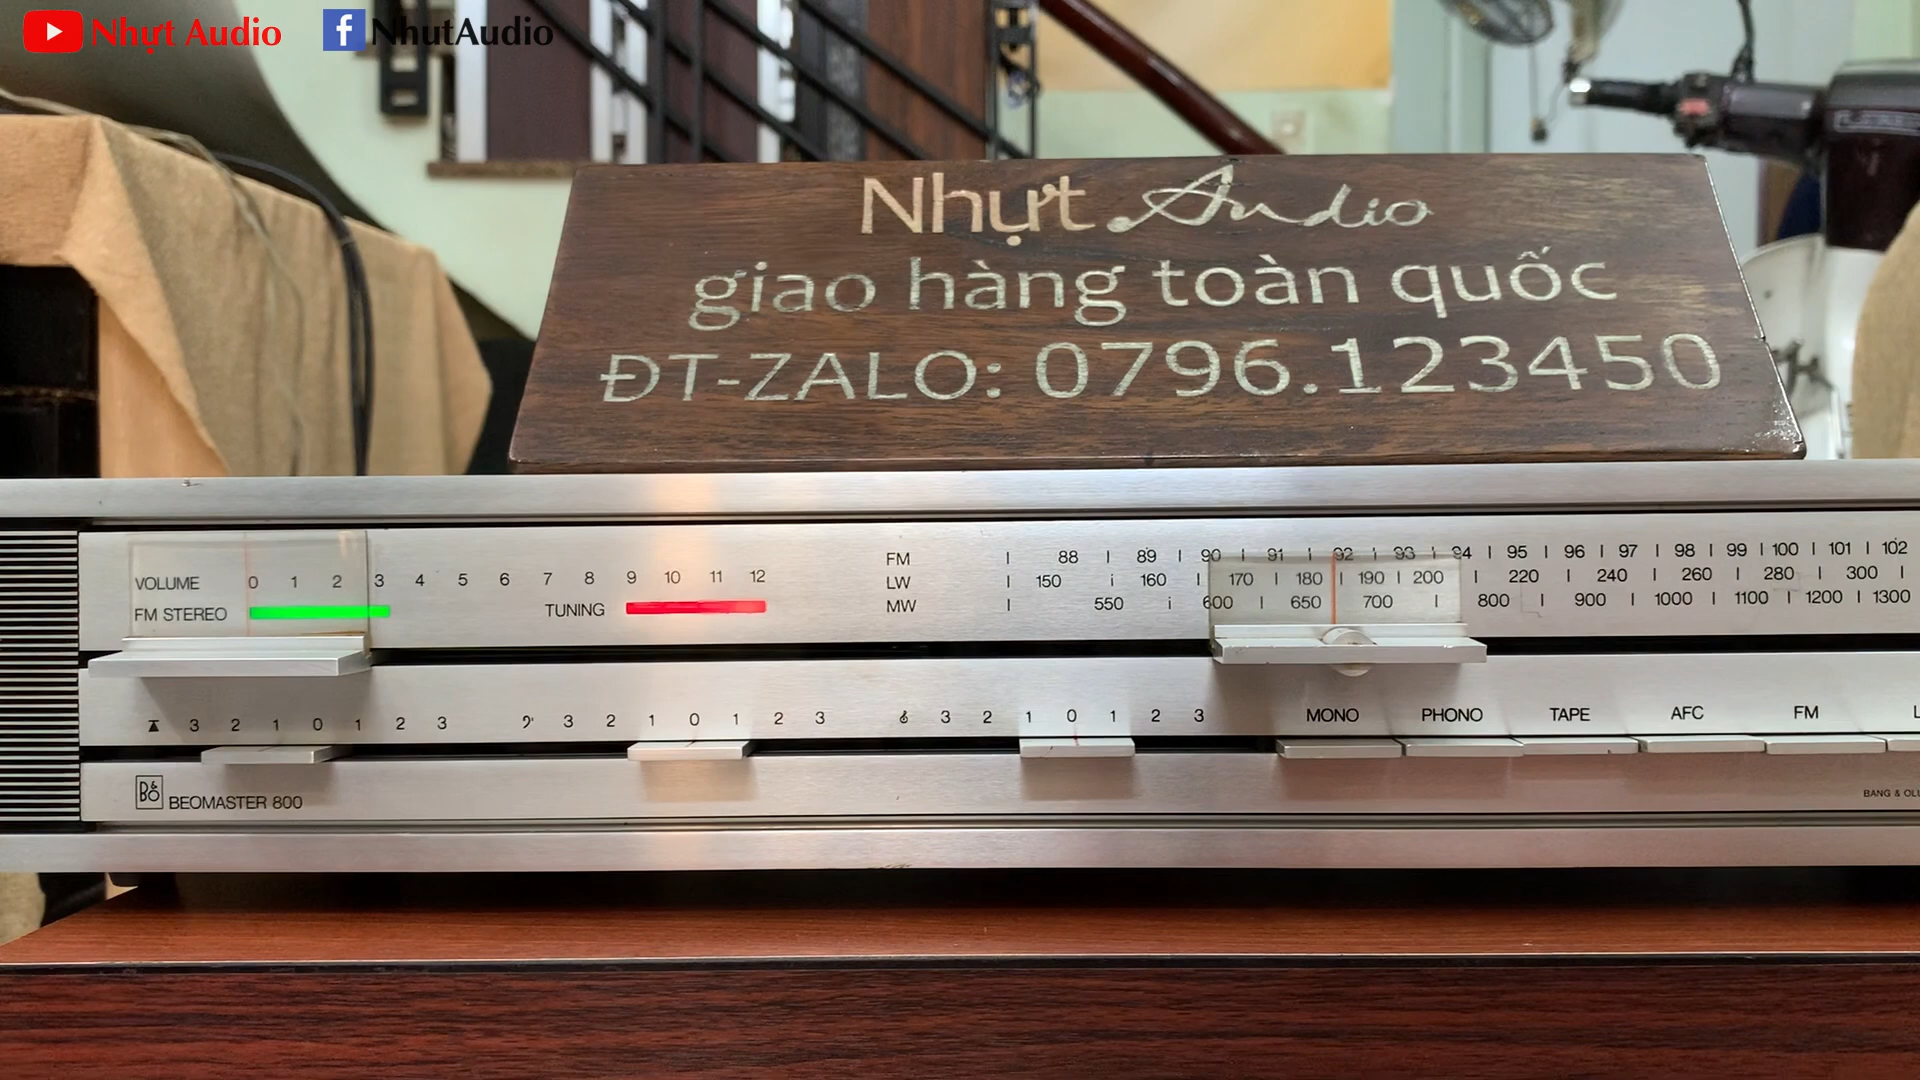 Nhựt Audio NhutAudio
Nhựt Audio
giao hàng toàn quốc
ĐT-ZALO: 0796.123450
FM 88 89 90 91 92 93 94 95 96 97 98 99 100 101 102
VOLUME 0 1 2 3 4 5 6 7 8 9 10 11 12
LW 150 160 170 180 190 200 220 240 260 280 300
FM STEREO TUNING
MW 550 600 650 700 800 900 1000 1100 1200 1300
3 2 1 0 1 2 3 3 2 1 0 1 2 3 3 2 1 0 1 2 3 MONO PHONO TAPE AFC FM L
B&O BEOMASTER 800
BANG & OLU